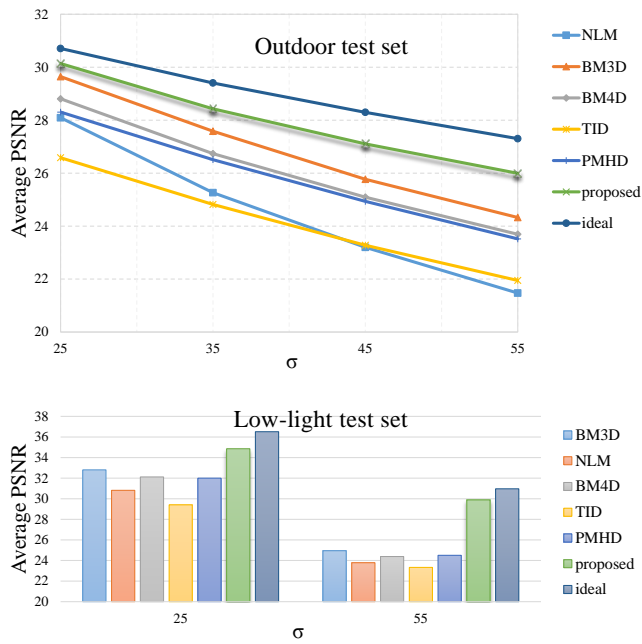 Outdoor test set
Average PSNR
32
30
28
26
24
22
20
25 35 45 55
σ
NLM
BM3D
BM4D
TID
PMHD
proposed
ideal
Low-light test set
Average PSNR
38
36
34
32
30
28
26
24
22
20
25 55
σ
BM3D
NLM
BM4D
TID
PMHD
proposed
ideal